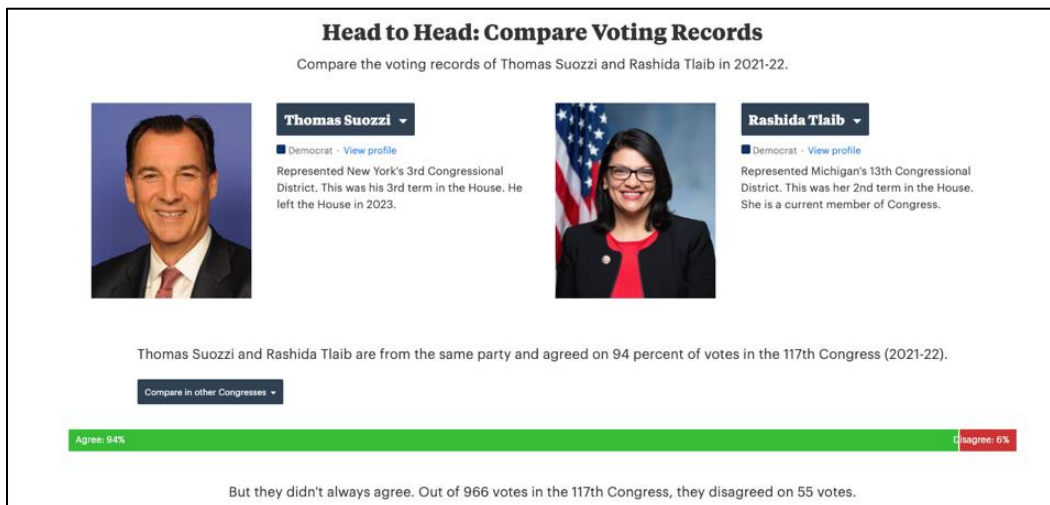 Head to Head: Compare Voting Records
Compare the voting records of Thomas Suozzi and Rashida Tlaib in 2021-22.
Thomas Suozzi
Democrat · View profile
Represented New York's 3rd Congressional
District. This was his 3rd term in the House. He
left the House in 2023.
Rashida Tlaib
Democrat · View profile
Represented Michigan's 13th Congressional
District. This was her 2nd term in the House.
She is a current member of Congress.
Thomas Suozzi and Rashida Tlaib are from the same party and agreed on 94 percent of votes in the 117th Congress (2021-22).
Compare in other Congresses
Agree: 94%
Disagree: 6%
But they didn't always agree. Out of 966 votes in the 117th Congress, they disagreed on 55 votes.